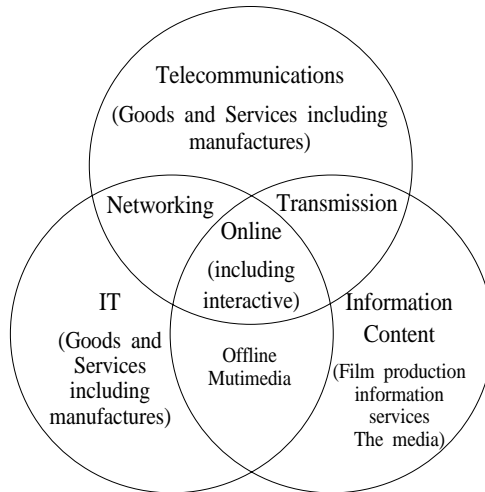 Telecommunications
(Goods and Services including
manufactures)
Networking
Transmission
Online
(including
interactive)
IT
(Goods and
Services
including
manufactures)
Offline
Mutimedia
Information
Content
(Film production
information
services
The media)